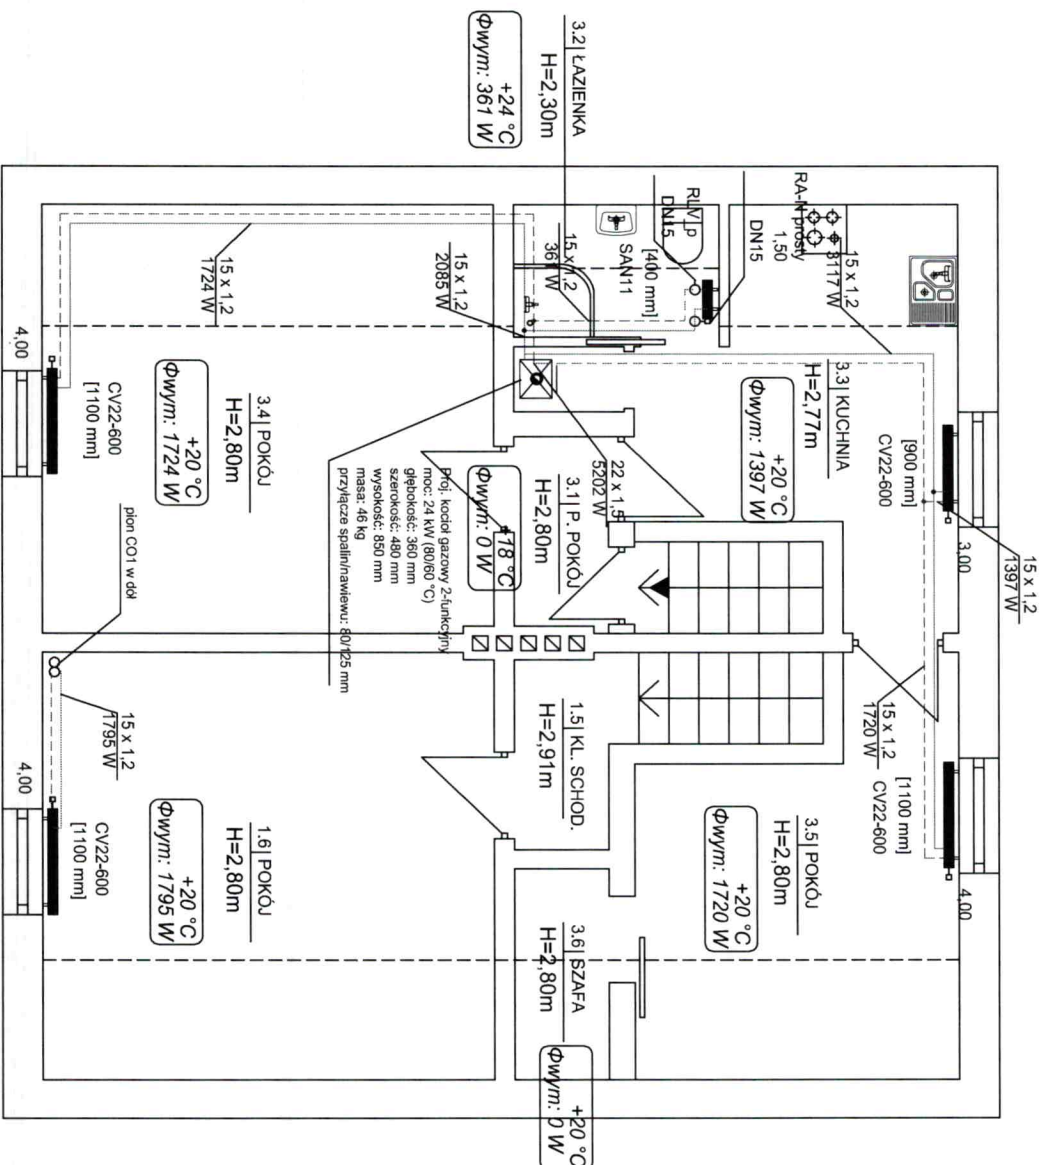 3.2| ŁAZIENKA
H=2,30m
+24 °C
Φwym: 361 W
RA-N prosty
1,50
DN15
RLV_p
DN15
15 x 1,2
3117 W
[400 mm]
SAN11
15 x 1,2
361 W
15 x 1,2
2085 W
15 x 1,2
1724 W
3.3| KUCHNIA
H=2,77m
+20 °C
Φwym: 1397 W
[900 mm]
CV22-600
3,00
15 x 1,2
1397 W
22 x 1,5
5202 W
3.1| P. POKÓJ
H=2,80m
+18 °C
Φwym: 0 W
3.4 | POKÓJ
H=2,80m
+20 °C
Φwym: 1724 W
CV22-600
[1100 mm]
4,00
Proj. kocioł gazowy 2-funkcyjny
moc: 24 kW (80/60 °C)
głębokość: 360 mm
szerokość: 480 mm
wysokość: 850 mm
masa: 46 kg
przyłącze spalin/nawiewu: 80/125 mm
pion CO1 w dół
15 x 1,2
1795 W
15 x 1,2
1720 W
[1100 mm]
CV22-600
4,00
1.5| KL. SCHOD.
H=2,91m
3.5 | POKÓJ
H=2,80m
+20 °C
Φwym: 1720 W
1.6 | POKÓJ
H=2,80m
+20 °C
Φwym: 1795 W
CV22-600
[1100 mm]
4,00
3.6| SZAFA
H=2,80m
+20 °C
Φwym: 0 W